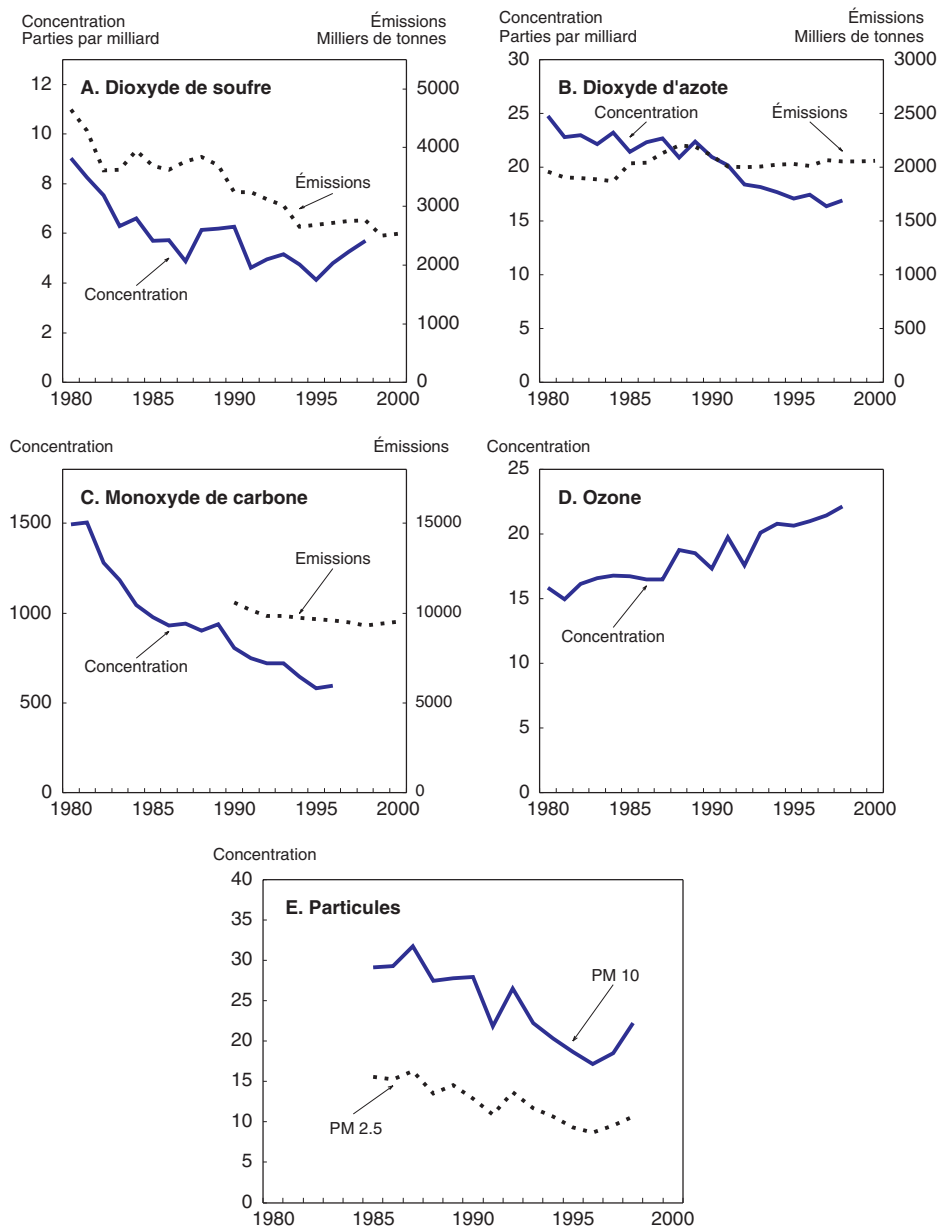 Concentration
Parties par milliard
Émissions
Milliers de tonnes
A. Dioxyde de soufre
12
10
8
6
4
2
0
5000
4000
3000
2000
1000
0
Émissions
Concentration
1980 1985 1990 1995 2000
Concentration
Parties par milliard
Émissions
Milliers de tonnes
B. Dioxyde d'azote
30
25
20
15
10
5
0
3000
2500
2000
1500
1000
500
0
Concentration
Émissions
1980 1985 1990 1995 2000
Concentration
Émissions
C. Monoxyde de carbone
1500
1000
500
0
15000
10000
5000
0
Emissions
Concentration
1980 1985 1990 1995
Concentration
D. Ozone
25
20
15
10
5
0
Concentration
1980 1985 1990 1995 2000
Concentration
E. Particules
40
35
30
25
20
15
10
5
0
PM 10
PM 2.5
1980 1985 1990 1995 2000